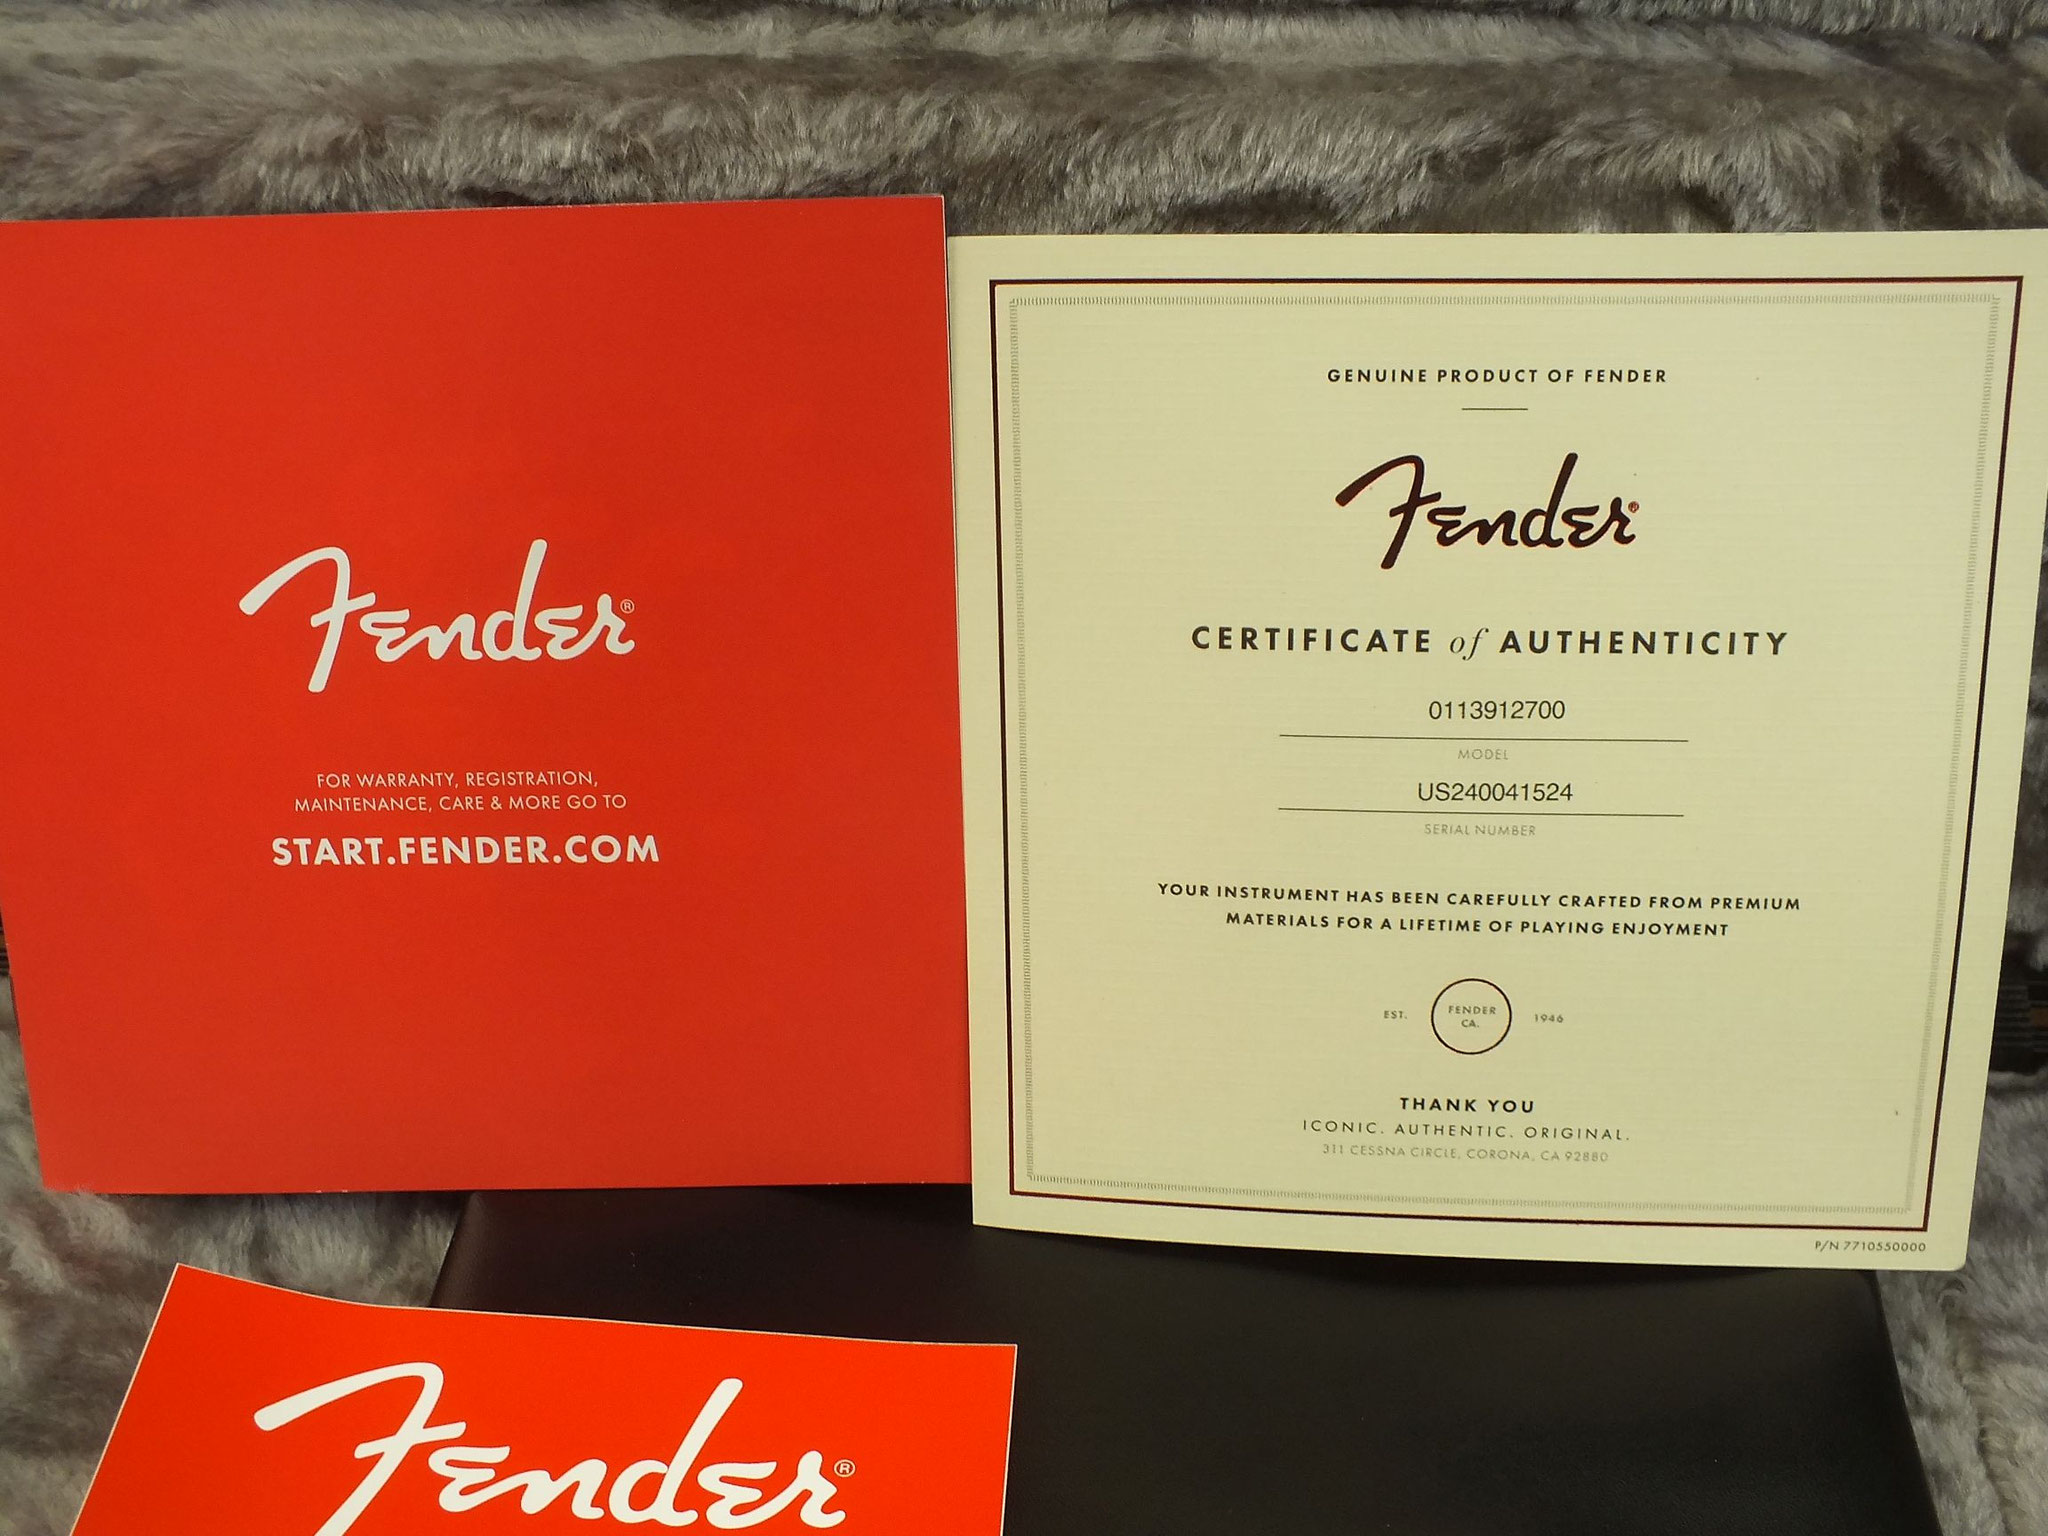 Fender®
FOR WARRANTY, REGISTRATION,
MAINTENANCE, CARE & MORE GO TO
START.FENDER.COM
GENUINE PRODUCT OF FENDER
Fender®
CERTIFICATE of AUTHENTICITY
0113912700
MODEL
US240041524
SERIAL NUMBER
YOUR INSTRUMENT HAS BEEN CAREFULLY CRAFTED FROM PREMIUM
MATERIALS FOR A LIFETIME OF PLAYING ENJOYMENT
EST. FENDER CA. 1946
THANK YOU
ICONIC. AUTHENTIC. ORIGINAL.
311 CESSNA CIRCLE, CORONA, CA 92880
P/N 7710550000
Fender®